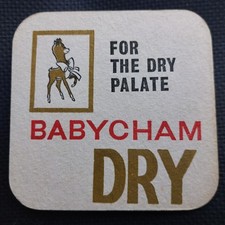 FOR
THE DRY
PALATE
BABYCHAM
DRY